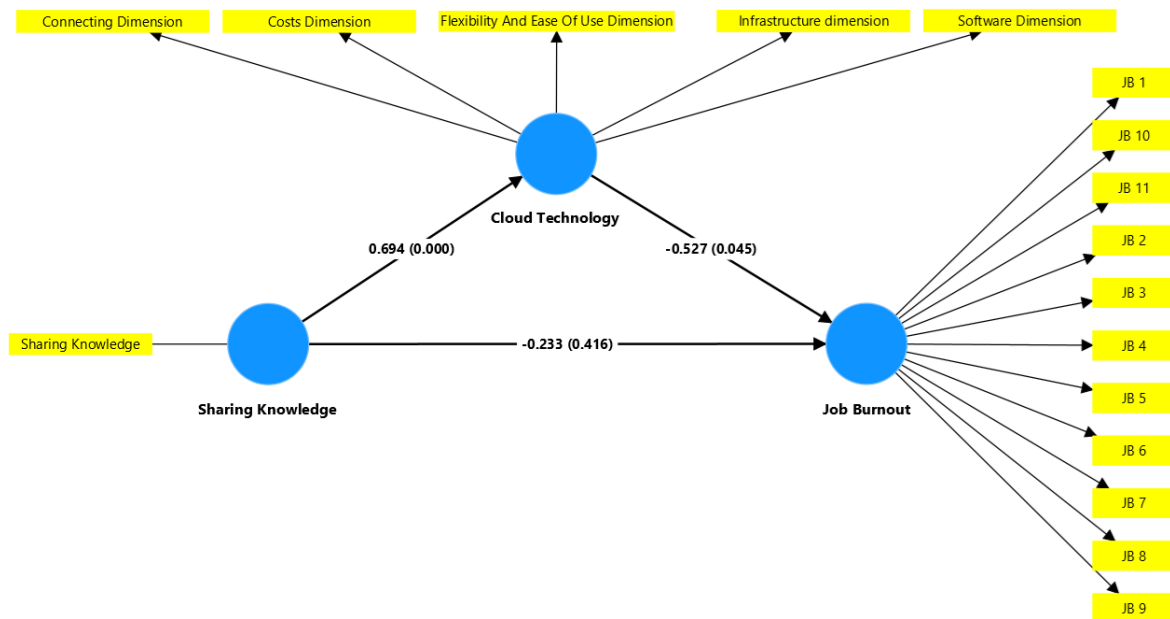 Connecting Dimension
Costs Dimension
Flexibility And Ease Of Use Dimension
Infrastructure dimension
Software Dimension
JB 1
JB 10
JB 11
JB 2
JB 3
JB 4
JB 5
JB 6
JB 7
JB 8
JB 9
Cloud Technology
0.694 (0.000)
-0.527 (0.045)
Sharing Knowledge
-0.233 (0.416)
Sharing Knowledge
Job Burnout